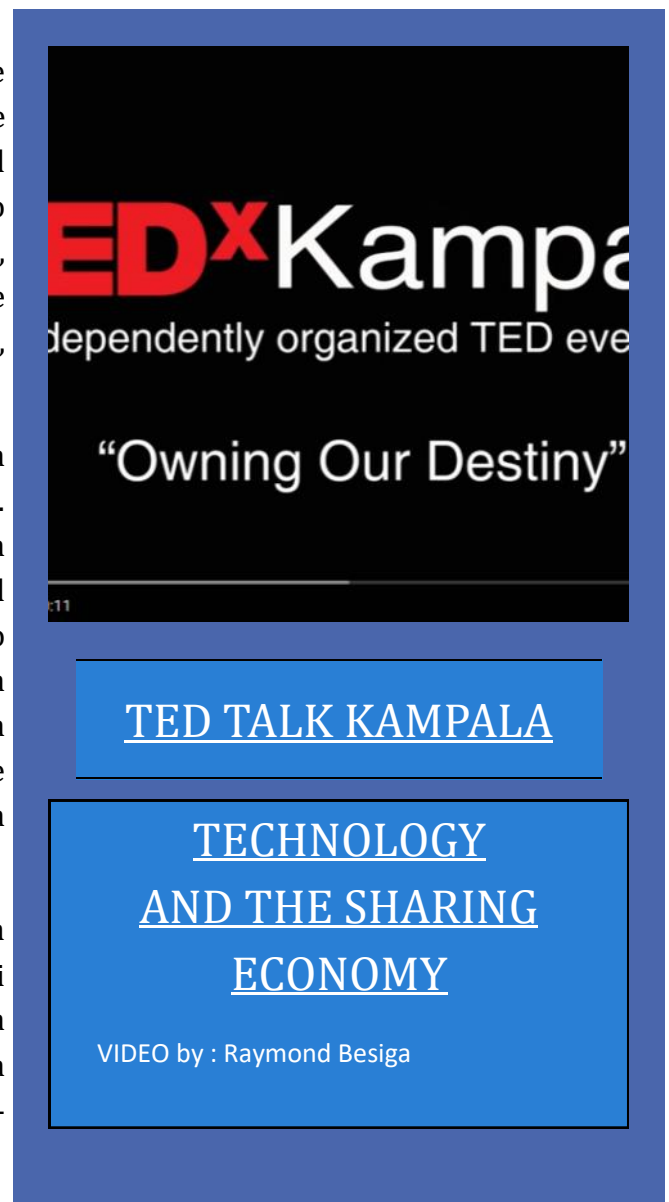 EDxKampa
dependently organized TED eve
“Owning Our Destiny”
:11
TED TALK KAMPALA
TECHNOLOGY
AND THE SHARING
ECONOMY
VIDEO by : Raymond Besiga